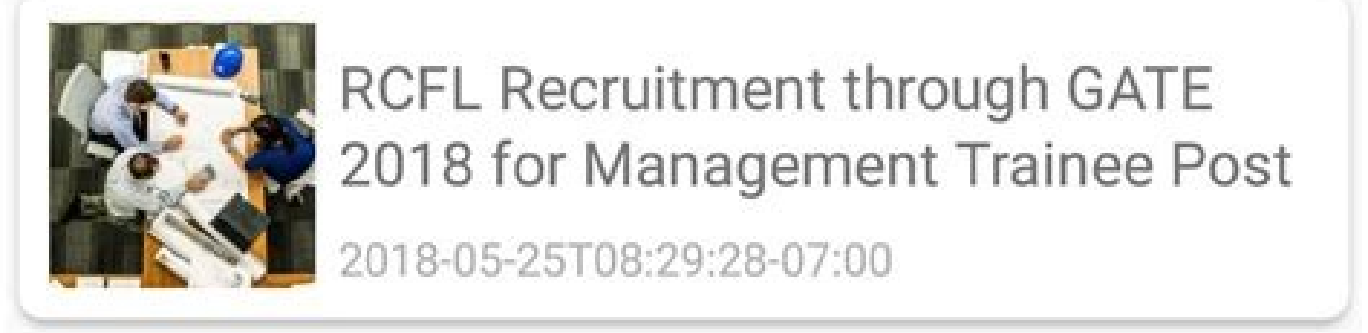 RCFL Recruitment through GATE
2018 for Management Trainee Post
2018-05-25T08:29:28-07:00